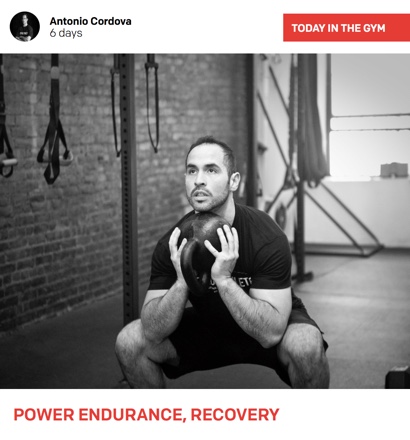 Antonio Cordova
6 days
TODAY IN THE GYM
POWER ENDURANCE, RECOVERY